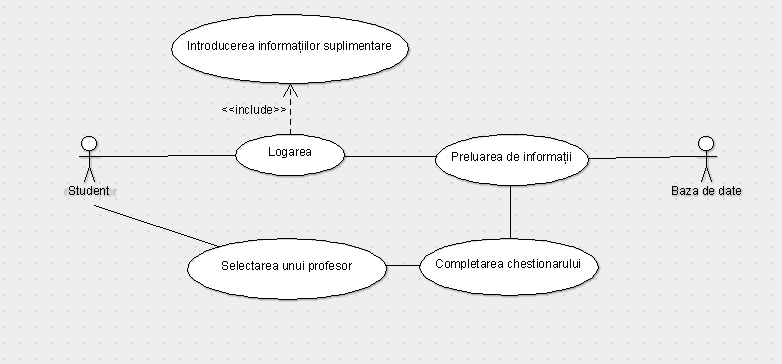 Introducerea informațiilor suplimentare
<<include>>
Logarea
Preluarea de informații
Student
Baza de date
Selectarea unui profesor
Completarea chestionarului